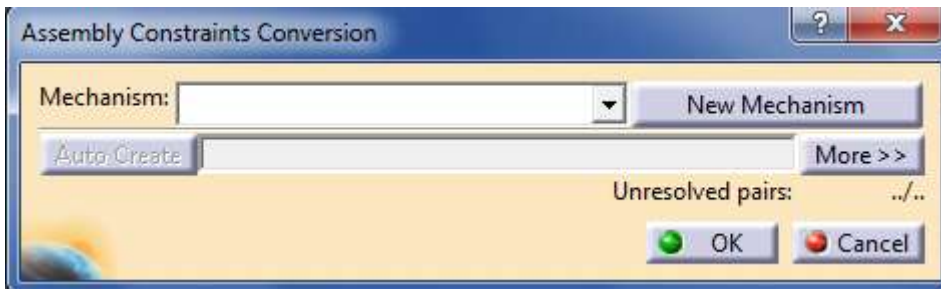 Assembly Constraints Conversion ? X
Mechanism: New Mechanism
Auto Create More >>
Unresolved pairs: ../..
OK Cancel